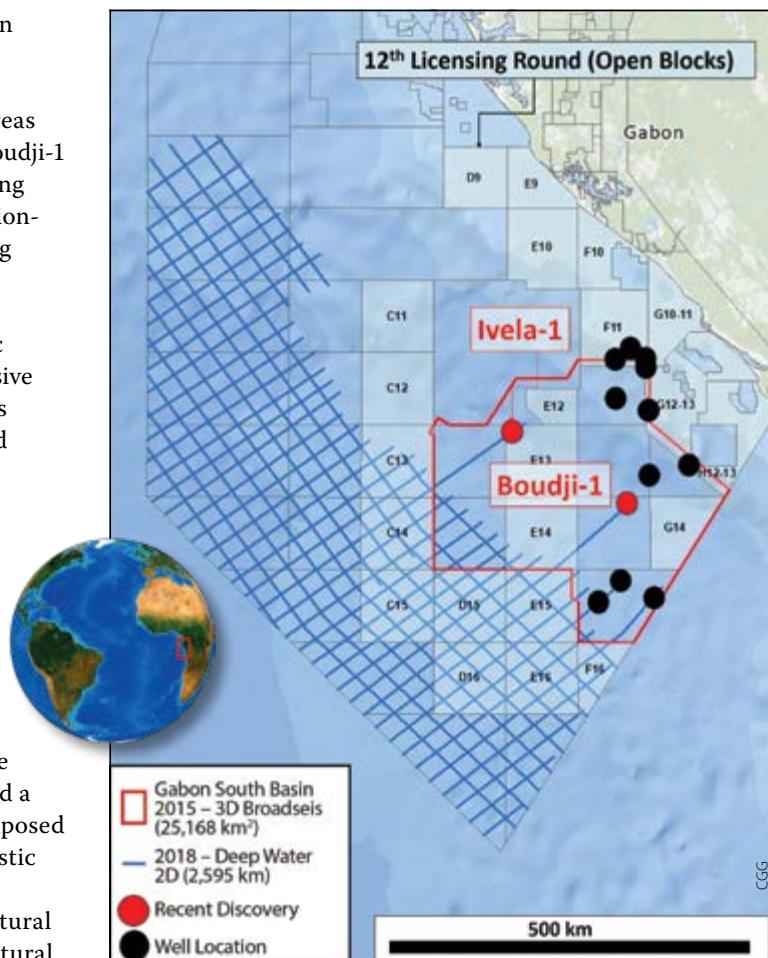 n
eas
oudji-1
ng
ion-
g
c
sive
s
d
e
d a
posed
stic
tural
tural
12th Licensing Round (Open Blocks)
Gabon
D9
E9
E10
F10
C11
Ivela-1
F11
G10-11
C12
E12
G12-13
C13
E13
H12-13
Boudji-1
C14
E14
G14
C15
D15
E15
D16
E16
F16
Gabon South Basin
2015 – 3D Broadseis
(25,168 km²)
2018 – Deep Water
2D (2,595 km)
Recent Discovery
Well Location
500 km
CGG